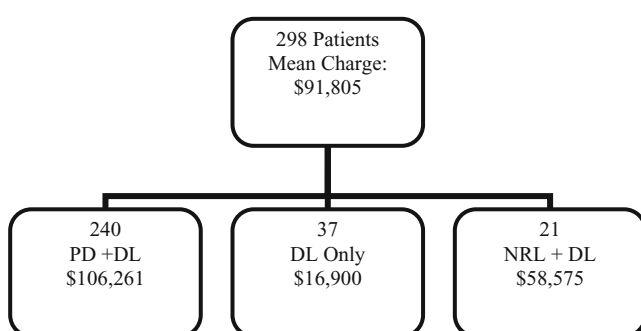 298 Patients
Mean Charge:
$91,805
240
PD +DL
$106,261
37
DL Only
$16,900
21
NRL + DL
$58,575